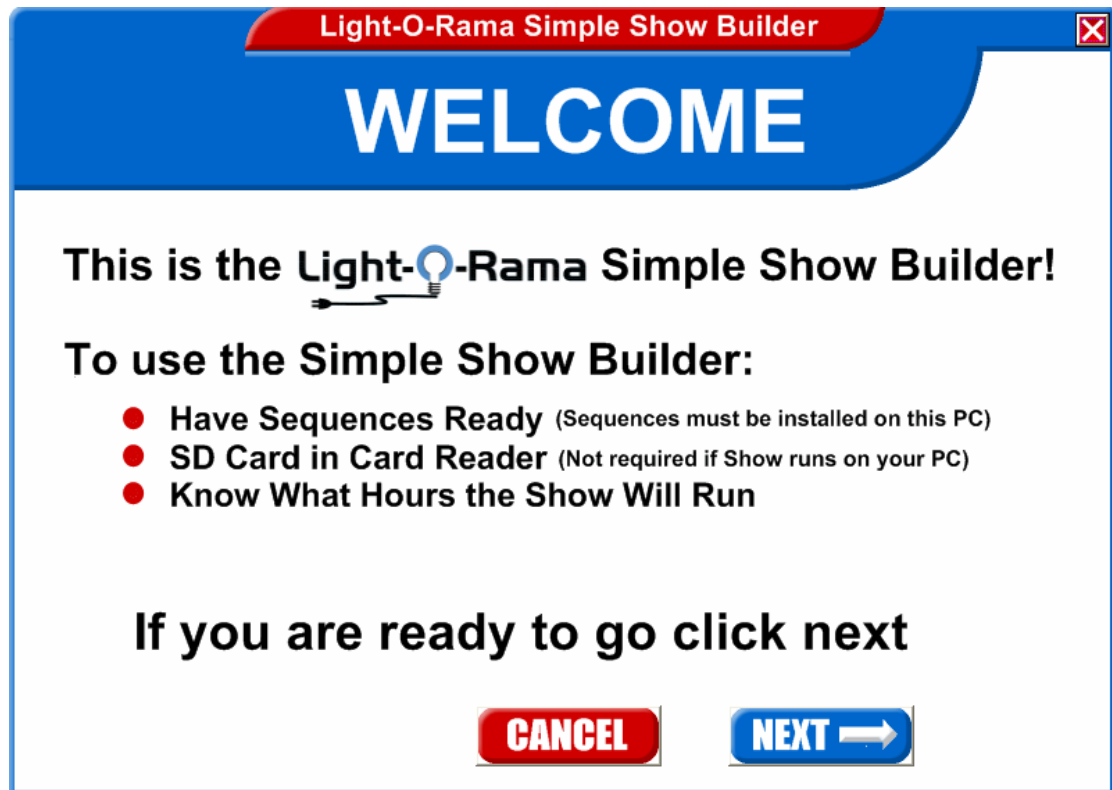 Light-O-Rama Simple Show Builder
WELCOME
This is the Light-O-Rama Simple Show Builder!
To use the Simple Show Builder:
Have Sequences Ready (Sequences must be installed on this PC)
SD Card in Card Reader (Not required if Show runs on your PC)
Know What Hours the Show Will Run
If you are ready to go click next
CANCEL NEXT